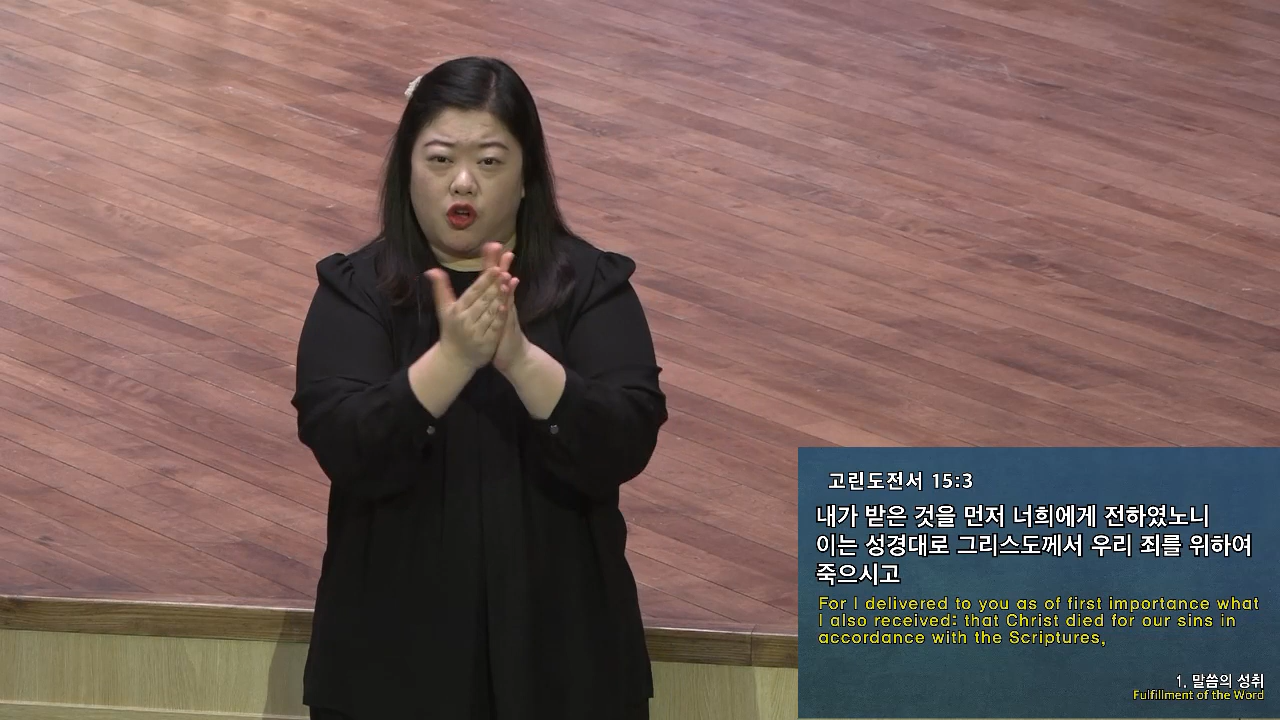 고린도전서 15:3
내가 받은 것을 먼저 너희에게 전하였노니
이는 성경대로 그리스도께서 우리 죄를 위하여
죽으시고
For I delivered to you as of first importance what
I also received: that Christ died for our sins in
accordance with the Scriptures,
1. 말씀의 성취
Fulfillment of the Word